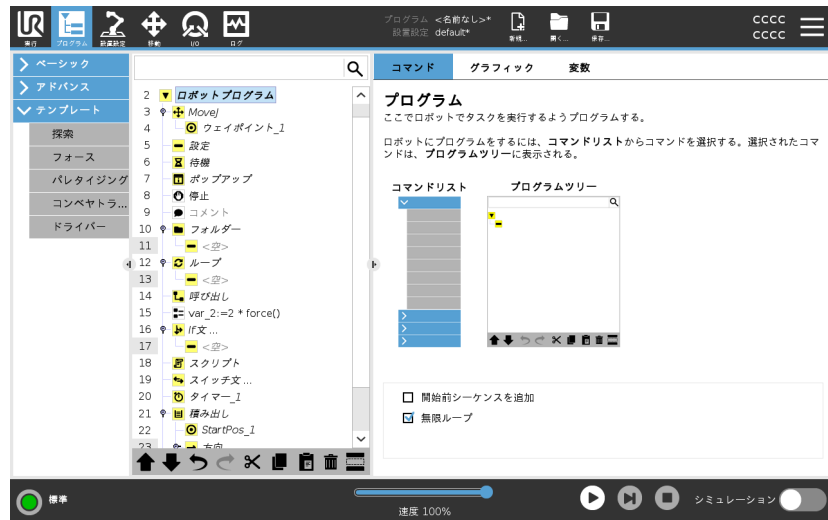 UR
実行
プログラム
設置設定
移動
I/O
ログ
プログラム <名前なし>*
設置設定 default*
新規...
開く...
保存...
cccc
cccc
ベーシック
アドバンス
テンプレート
探索
フォース
パレタイジング
コンベヤトラ...
ドライバー
2 ロボットプログラム
3 MoveJ
4 ウェイポイント_1
5 設定
6 待機
7 ポップアップ
8 停止
9 コメント
10 フォルダー
11 <空>
12 ループ
13 <空>
14 呼び出し
15 var_2:=2 * force()
16 If文 ...
17 <空>
18 スクリプト
19 スイッチ文 ...
20 タイマー_1
21 積み出し
22 StartPos_1
23 方向
コマンド
グラフィック
変数
プログラム
ここでロボットでタスクを実行するようプログラムする。
ロボットにプログラムをするには、コマンドリストからコマンドを選択する。選択されたコマ
ンドは、プログラムツリーに表示される。
コマンドリスト
プログラムツリー
開始前シーケンスを追加
無限ループ
標準
速度 100%
シミュレーション